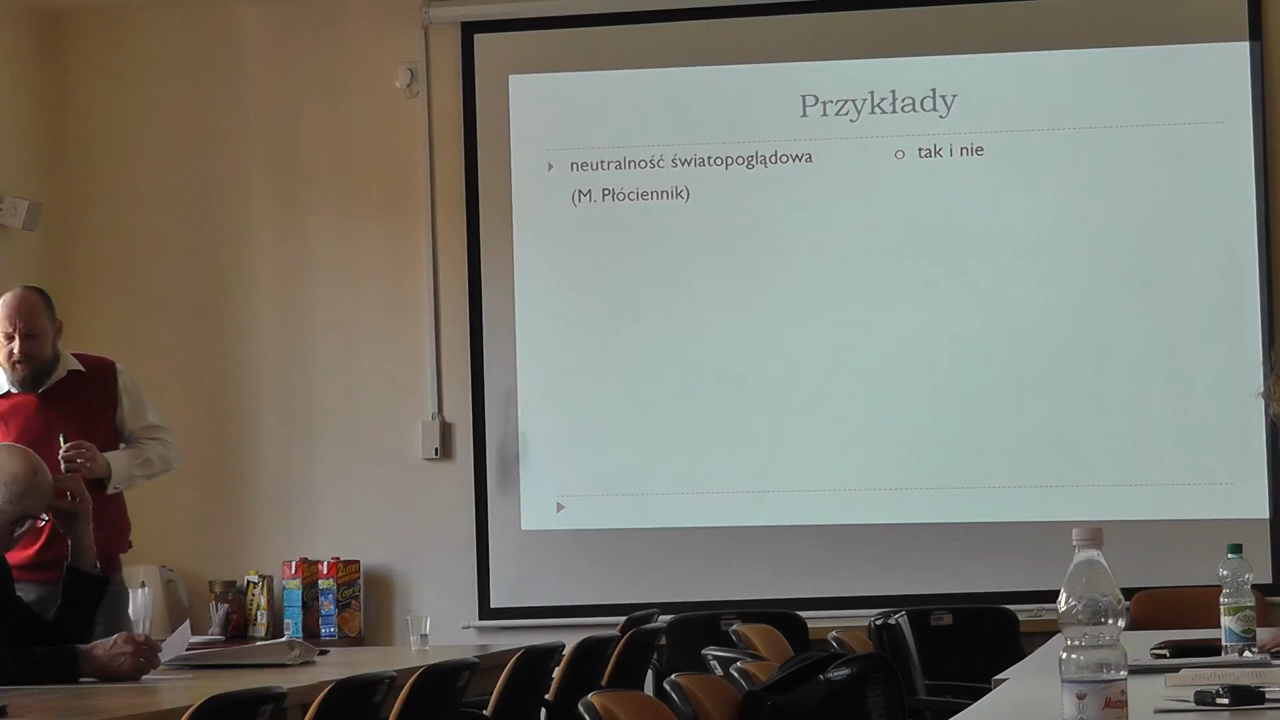 Przykłady
neutralność światopoglądowa
(M. Płóciennik)
tak i nie